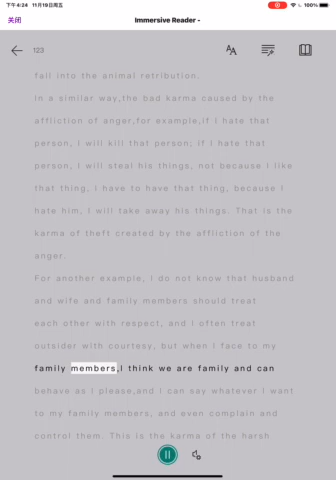 下午4:24 11月19日周五 100%
关闭 Immersive Reader
123 AA
fall into the animal retribution.
In a similar way,the bad karma caused by the
affliction of anger,for example,if I hate that
person, I will kill that person; if I hate that
person, I will steal his things, not because I like
that thing, I have to have that thing, because I
hate him, I will take away his things. That is the
karma of theft created by the affliction of the
anger.
For another example, I do not know that husband
and wife and family members should treat
each other with respect, and I often treat
outsider with courtesy, but when I face to my
family members,I think we are family and can
behave as I please,and I can say whatever I want
to my family members, and even complain and
control them. This is the karma of the harsh